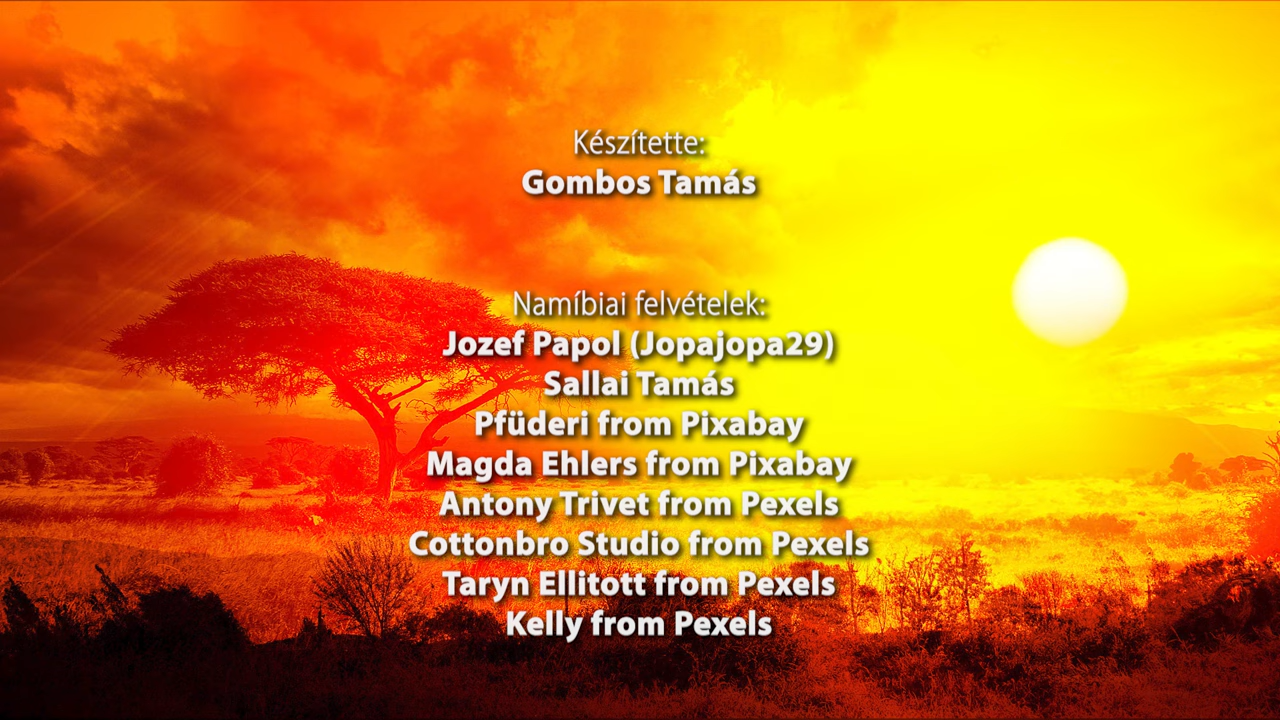 Készítette:
Gombos Tamás
Namíbiai felvételek:
Jozef Papol (Jopajopa29)
Sallai Tamás
Pfüderi from Pixabay
Magda Ehlers from Pixabay
Antony Trivet from Pexels
Cottonbro Studio from Pexels
Taryn Ellitott from Pexels
Kelly from Pexels